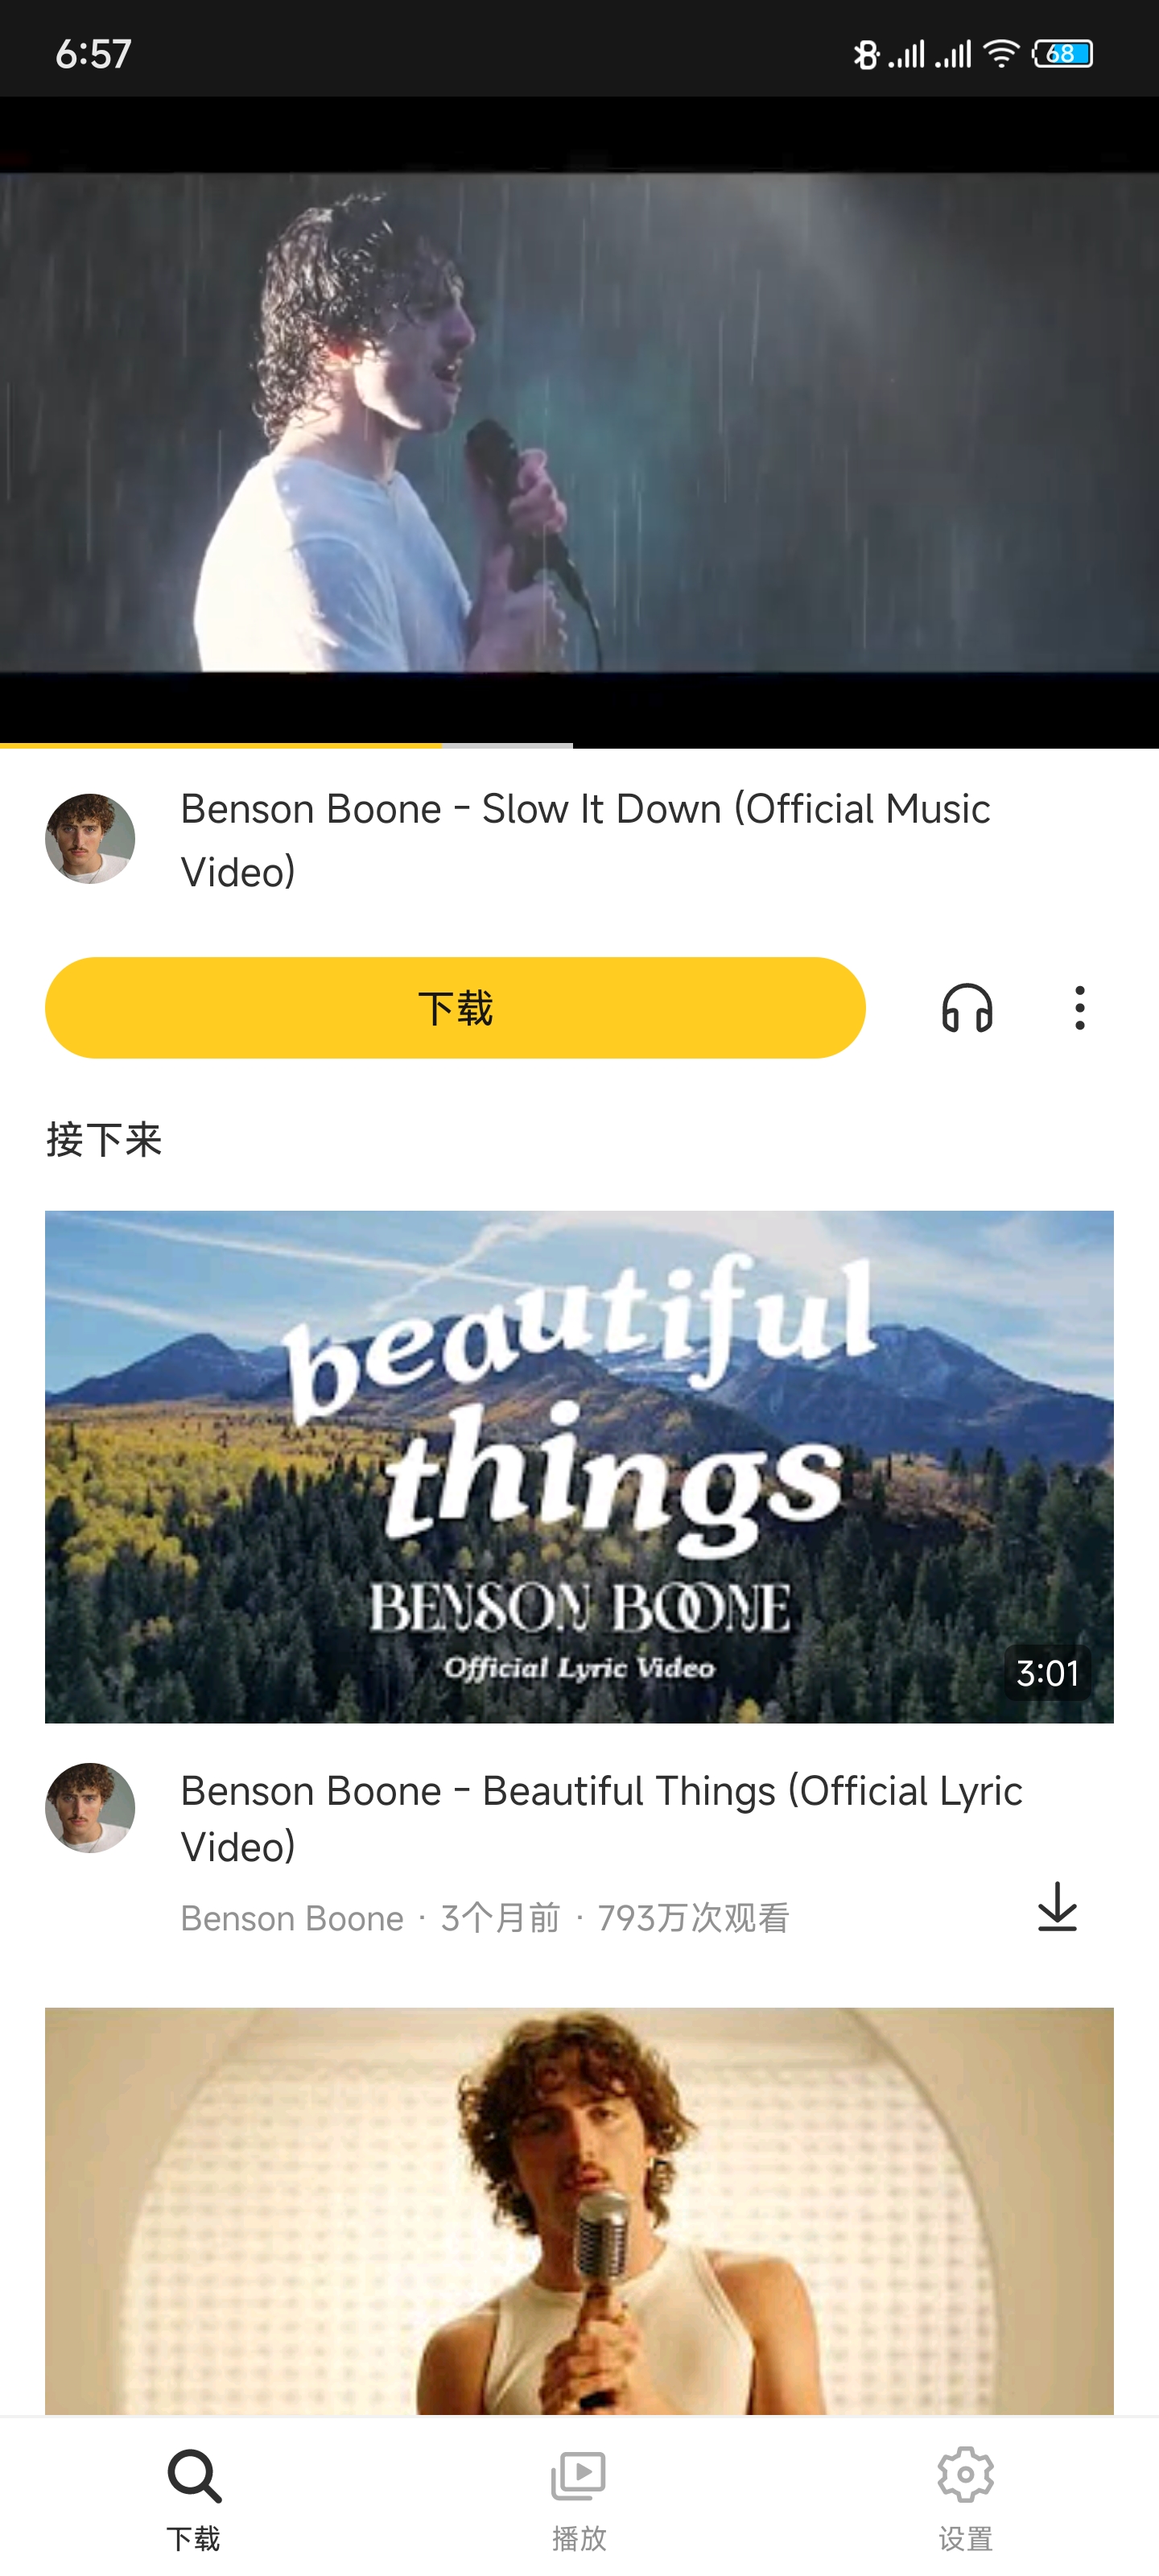 6:57
68
Benson Boone - Slow It Down (Official Music
Video)
下载
接下来
beautiful
things
BENSON BOONE
Official Lyric Video
3:01
Benson Boone - Beautiful Things (Official Lyric
Video)
Benson Boone · 3个月前 · 793万次观看
下载
播放
设置